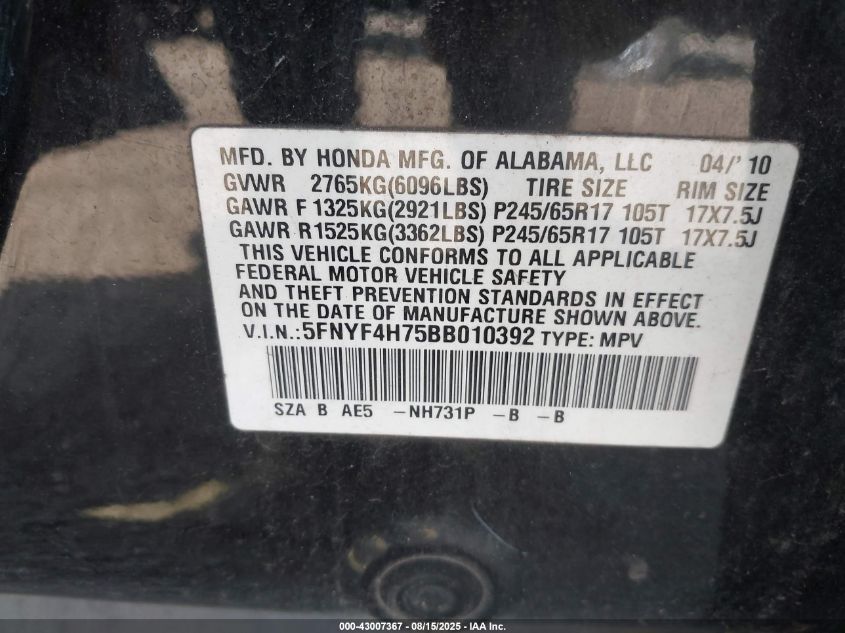 MFD. BY HONDA MFG. OF ALABAMA, LLC 04/'10
GVWR 2765KG(6096LBS) TIRE SIZE RIM SIZE
GAWR F 1325KG(2921LBS) P245/65R17 105T 17X7.5J
GAWR R1525KG(3362LBS) P245/65R17 105T 17X7.5J
THIS VEHICLE CONFORMS TO ALL APPLICABLE
FEDERAL MOTOR VEHICLE SAFETY
AND THEFT PREVENTION STANDARDS IN EFFECT
ON THE DATE OF MANUFACTURE SHOWN ABOVE.
V.I.N.:5FNYF4H75BB010392 TYPE: MPV
SZA B AE5 -NH731P -B -B
000-43007367 - 08/15/2025 - IAA Inc.